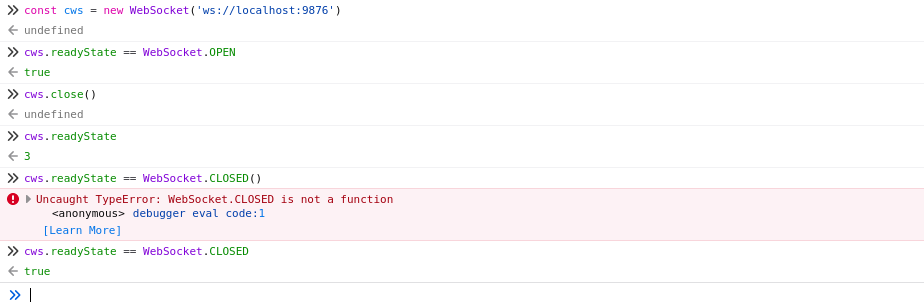 const cws = new WebSocket('ws://localhost:9876')
undefined
cws.readyState == WebSocket.OPEN
true
cws.close()
undefined
cws.readyState
3
cws.readyState == WebSocket.CLOSED()
Uncaught TypeError: WebSocket.CLOSED is not a function
<anonymous> debugger eval code:1
[Learn More]
cws.readyState == WebSocket.CLOSED
true